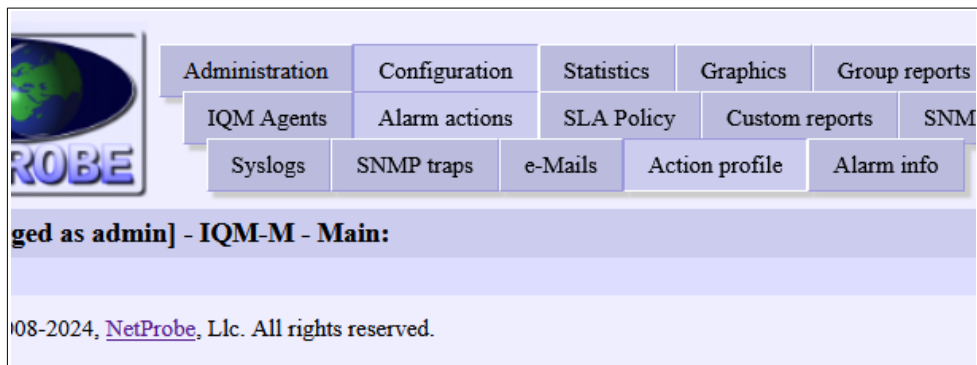 Administration Configuration Statistics Graphics Group reports
IQM Agents Alarm actions SLA Policy Custom reports SNM
ROBE Syslogs SNMP traps e-Mails Action profile Alarm info
ged as admin] - IQM-M - Main:
08-2024, NetProbe, Llc. All rights reserved.